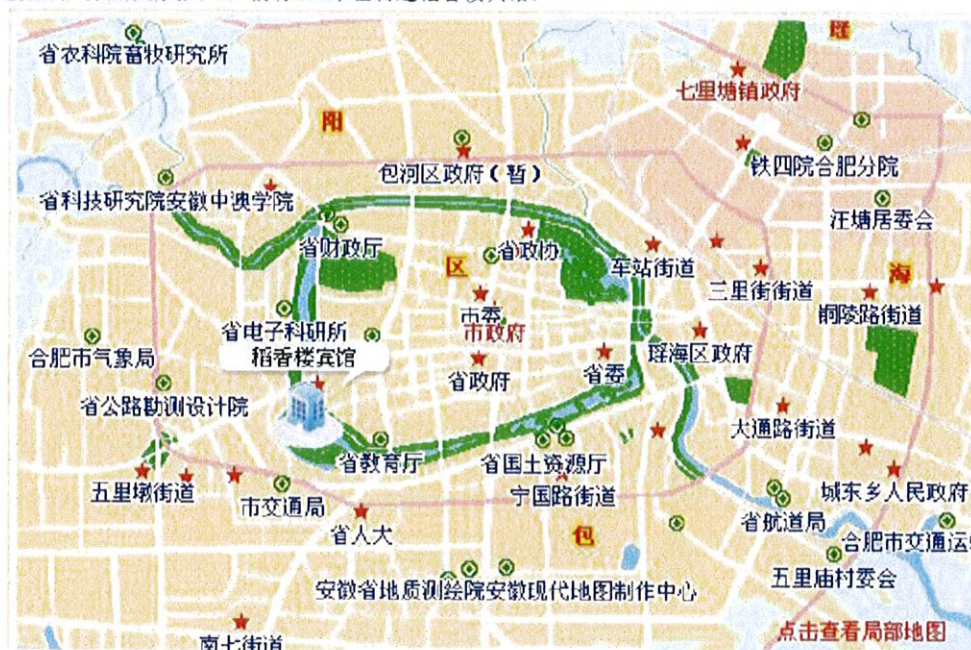 隆
省农科院畜牧研究所
七里塘镇政府
阳
包河区政府（暂）
铁四院合肥分院
省科技研究院安徽中澳学院
汪塘居委会
省财政厅
省政协
区
车站街道
海
三里街街道
市委
铜陵路街道
省电子科研所
市政府
合肥市气象局
稻香楼宾馆
瑶海区政府
省政府
省委
省公路勘测设计院
大通路街道
省教育厅
省国土资源厅
五里墩街道
市交通局
宁国路街道
城东乡人民政府
省航道局
省人大
包
合肥市交通运
五里庙村委会
安徽省地质测绘院安徽现代地图制作中心
点击查看局部地图
南七街道